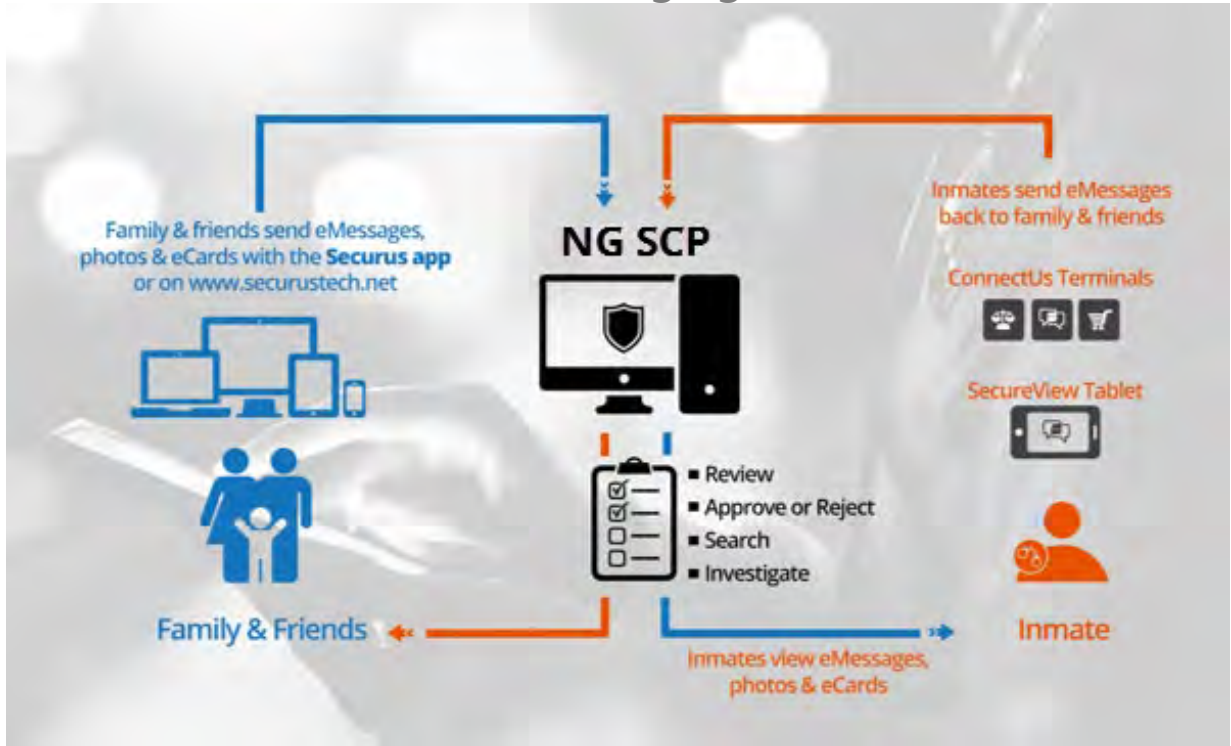 Family & friends send eMessages,
photos & eCards with the Securus app
or on www.securustech.net
NG SCP
Inmates send eMessages
back to family & friends
ConnectUs Terminals
SecureView Tablet
■ Review
■ Approve or Reject
■ Search
■ Investigate
Family & Friends
Inmate
Inmates view eMessages,
photos & eCards